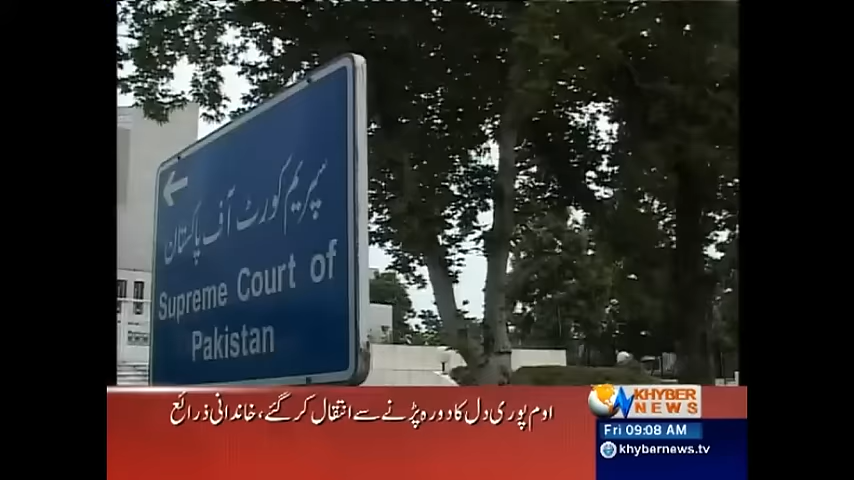 سپریم کورٹ آف پاکستان
Supreme Court of
Pakistan
اوم پوری دل کا دورہ پڑنے سے انتقال کر گئے، خاندانی ذرائع
KHYBER
NEWS
Fri 09:08 AM
khybernews.tv